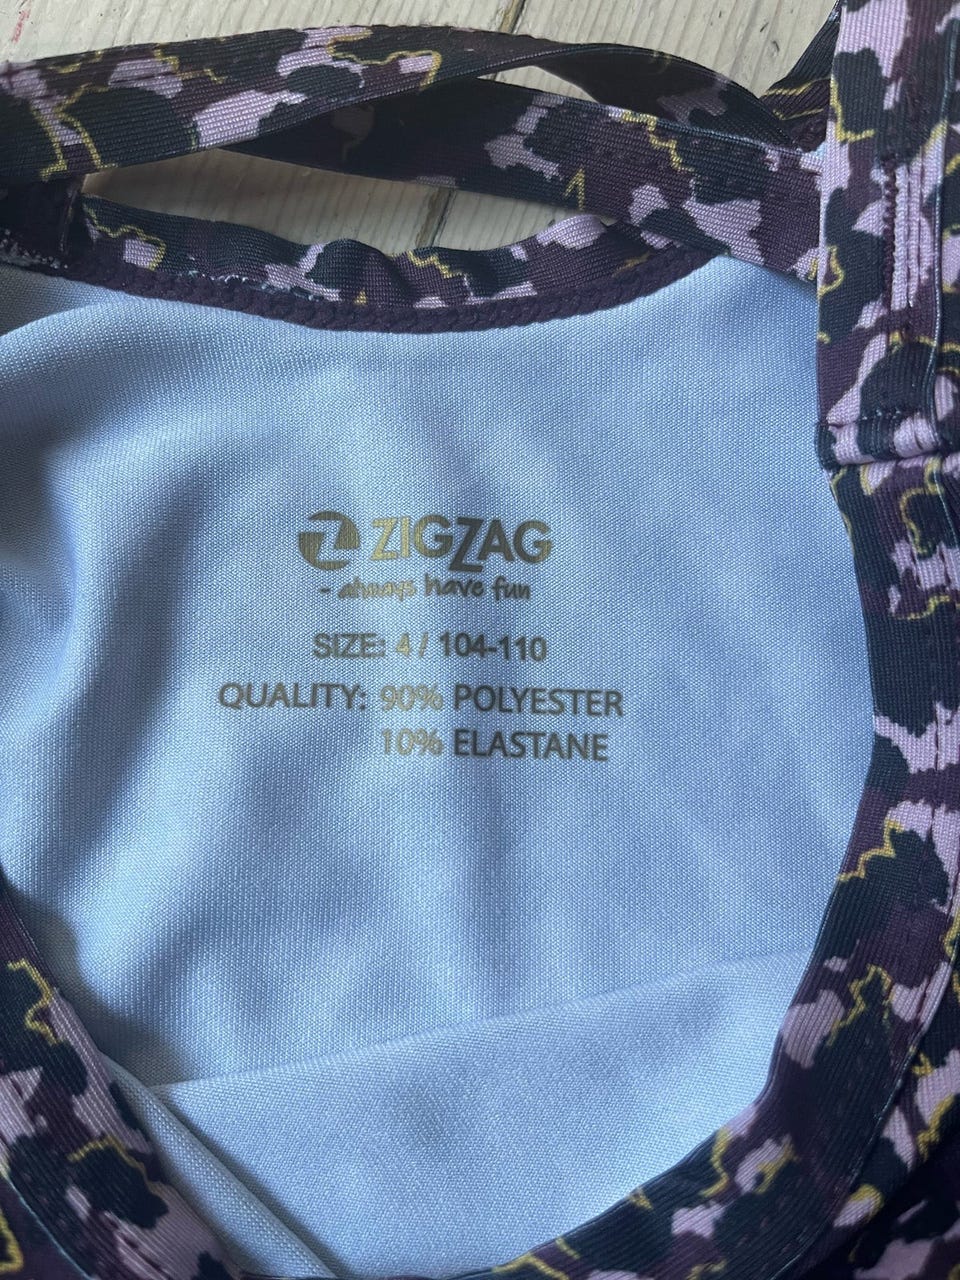 ZIGZAG
- always have fun
SIZE: 4 / 104-110
QUALITY: 90% POLYESTER
10% ELASTANE